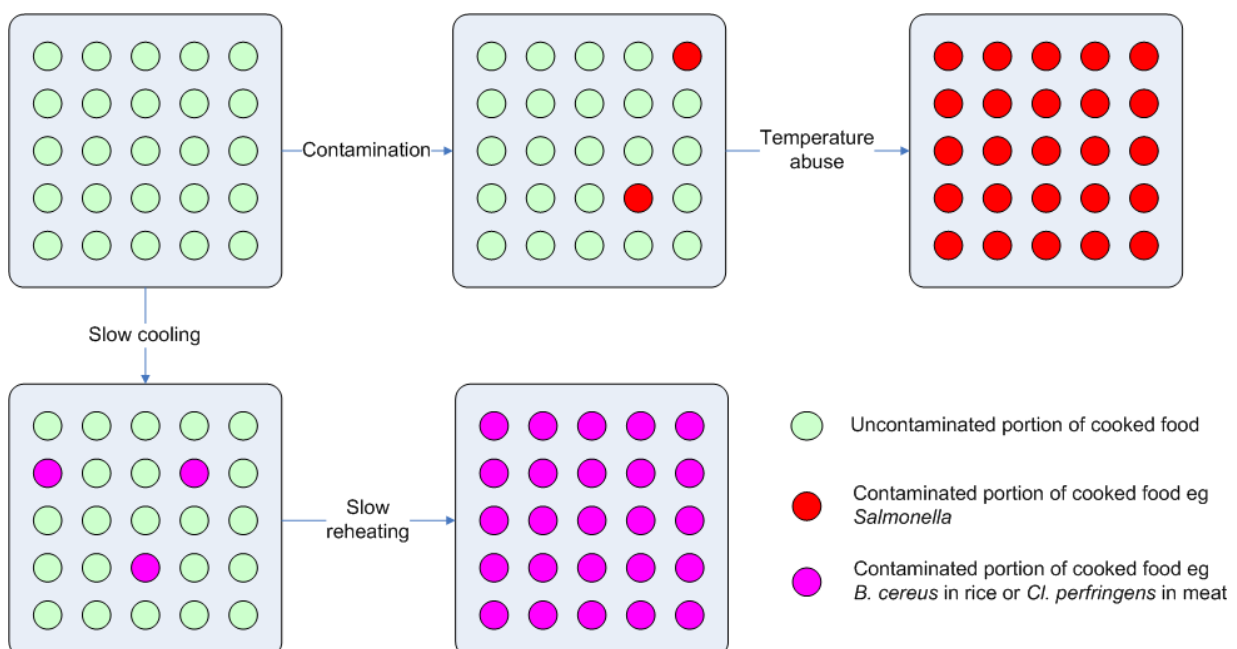 Contamination
Temperature
abuse
Slow cooling
Slow
reheating
Uncontaminated portion of cooked food
Contaminated portion of cooked food eg
Salmonella
Contaminated portion of cooked food eg
B. cereus in rice or Cl. perfringens in meat